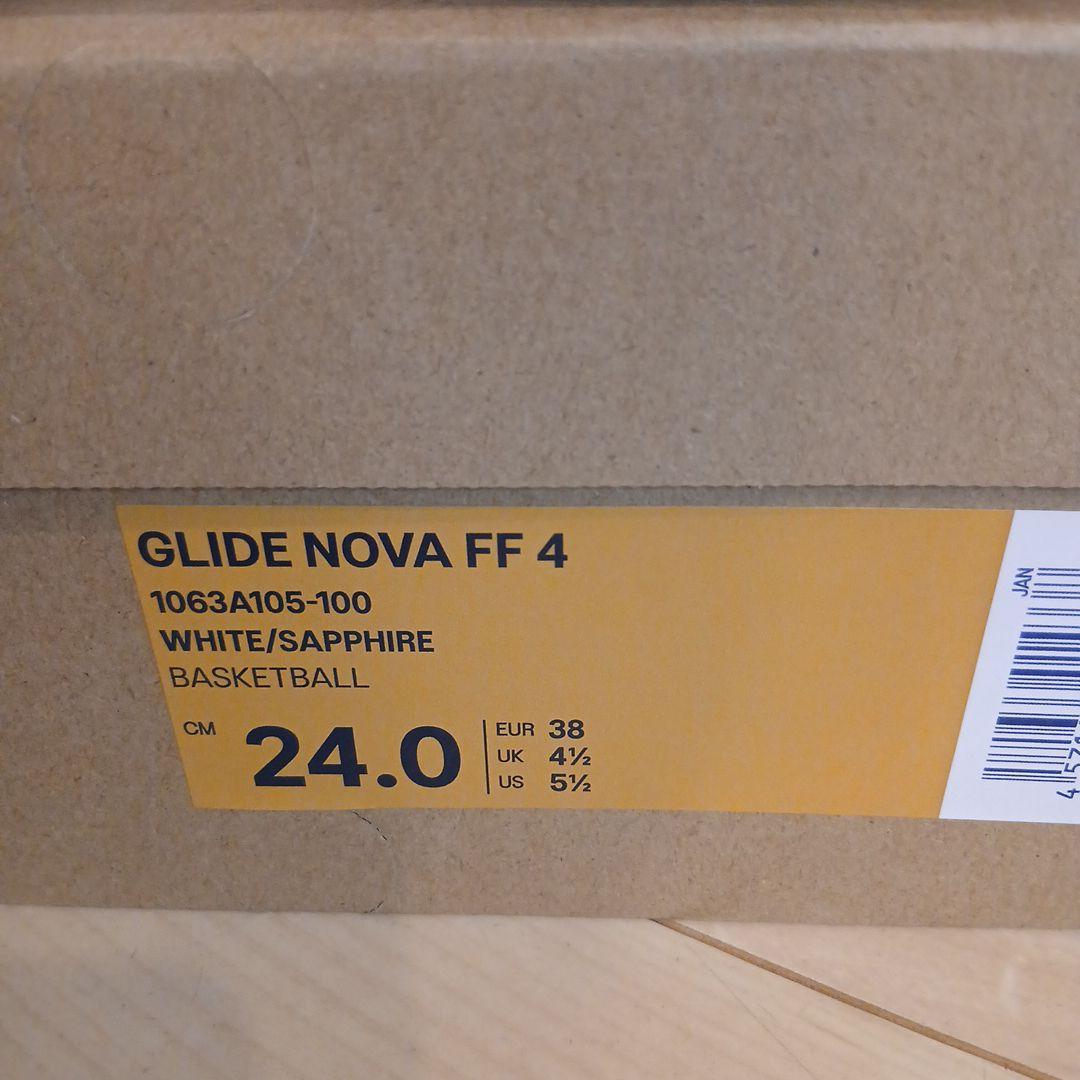 GLIDE NOVA FF 4
1063A105-100
WHITE/SAPPHIRE
BASKETBALL
CM 24.0
EUR 38
UK 4½
US 5½
JAN